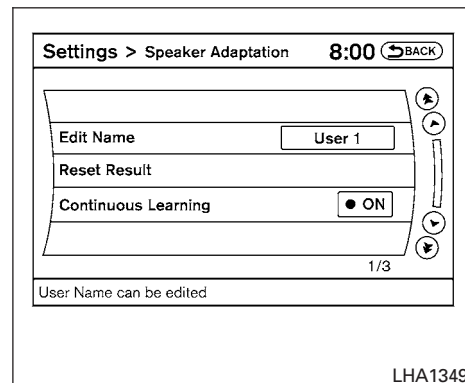 Settings > Speaker Adaptation 8:00 BACK
Edit Name User 1
Reset Result
Continuous Learning ● ON
1/3
User Name can be edited
LHA1349